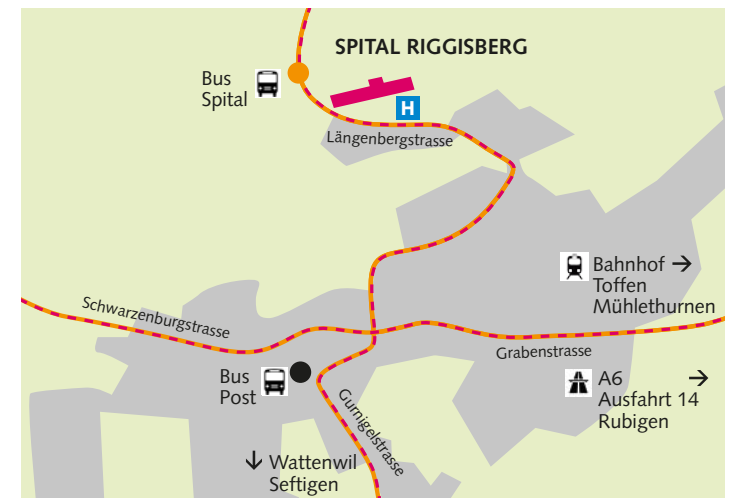 SPITAL RIGGISBERG
Bus
Spital
H
Längenbergstrasse
Bahnhof →
Toffen
Mühlethurnen
Schwarzenburgstrasse
Grabenstrasse
Bus
Post
A6 →
Ausfahrt 14
Rubigen
Gurnigelstrasse
↓ Wattenwil
Seftigen